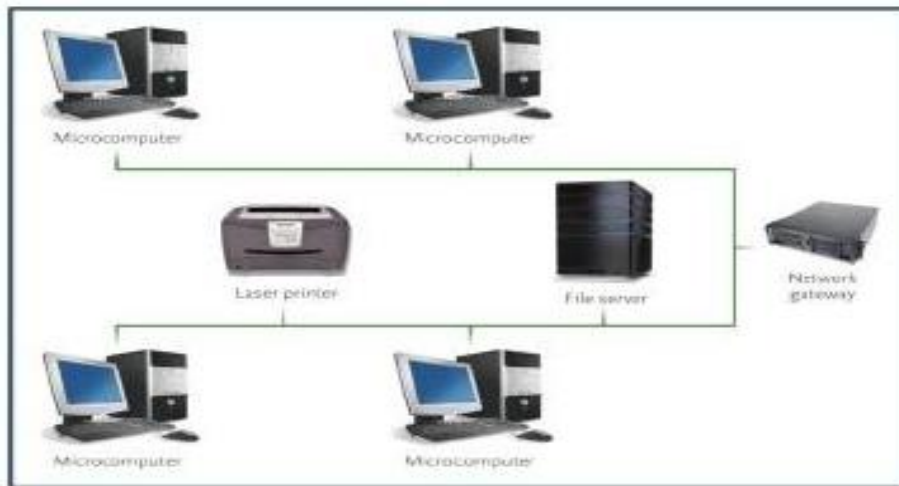 Microcomputer
Microcomputer
Laser printer
File server
Network
gateway
Microcomputer
Microcomputer